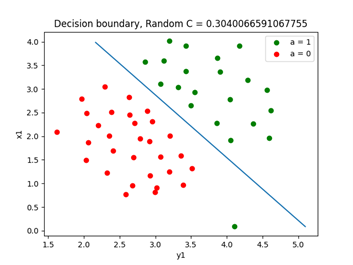 Decision boundary, Random C = 0.3040066591067755
a = 1
a = 0
4.0
3.5
3.0
2.5
2.0
1.5
1.0
0.5
0.0
x1
1.5 2.0 2.5 3.0 3.5 4.0 4.5 5.0
y1